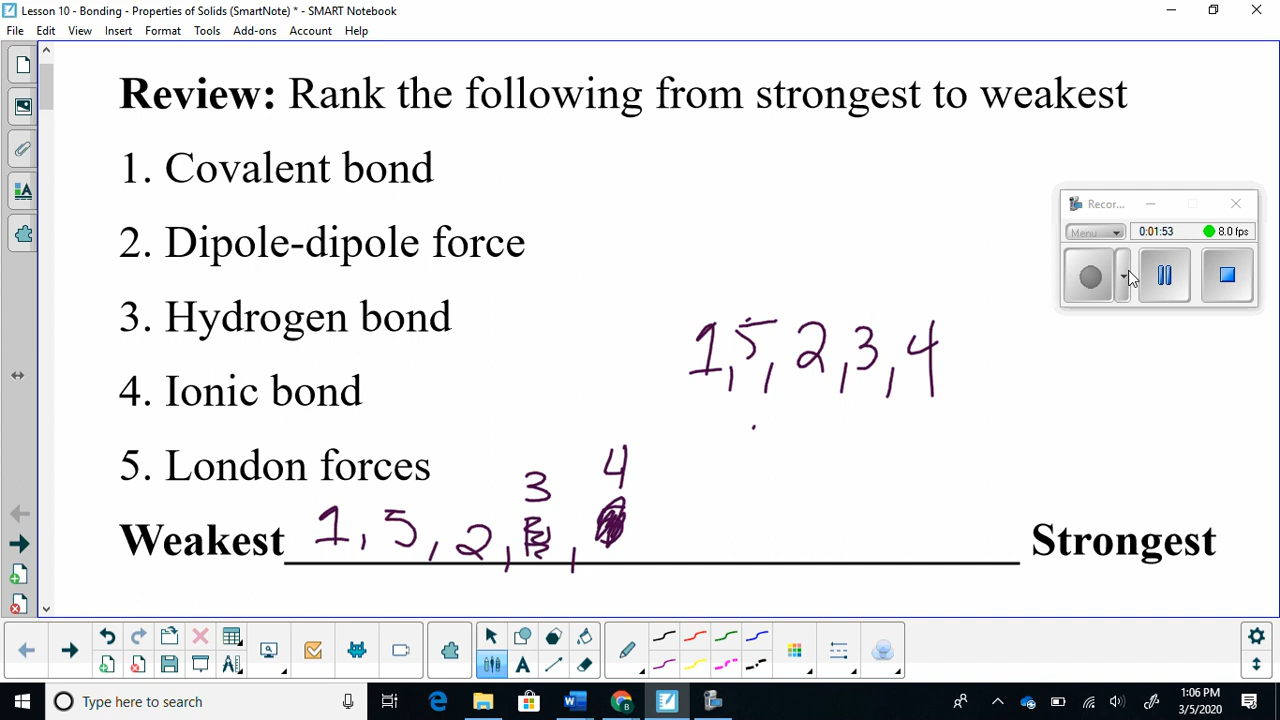 Lesson 10 - Bonding - Properties of Solids (SmartNote) * - SMART Notebook
File Edit View Insert Format Tools Add-ons Account Help
Review: Rank the following from strongest to weakest
1. Covalent bond
2. Dipole-dipole force
3. Hydrogen bond
4. Ionic bond
5. London forces
Recor...
Menu 0:01:53 8.0 fps
1, 5, 2, 3, 4
3 4
Weakest 1, 5, 2, , Strongest
Type here to search
1:06 PM
3/5/2020